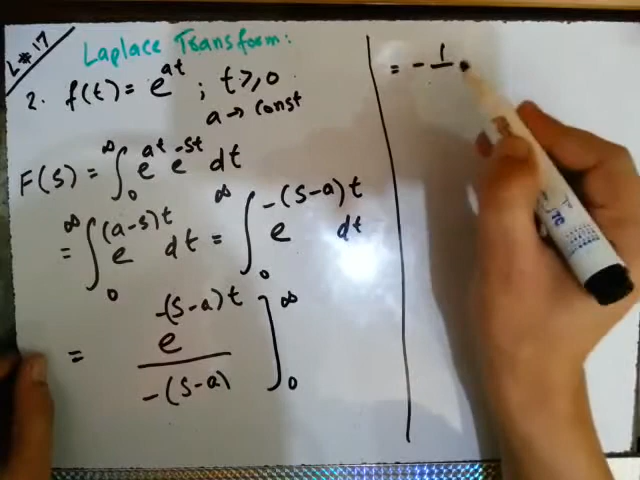 L#17
Laplace Transform:
2. f(t) = e^{at} ; t ≥ 0
a → const
F(s) = ∫_0^∞ e^{at} e^{-st} dt
= ∫_0^∞ e^{(a-s)t} dt = ∫_0^∞ e^{-(s-a)t} dt
= e^{-(s-a)t} / -(s-a) ]_0^∞
= - 1